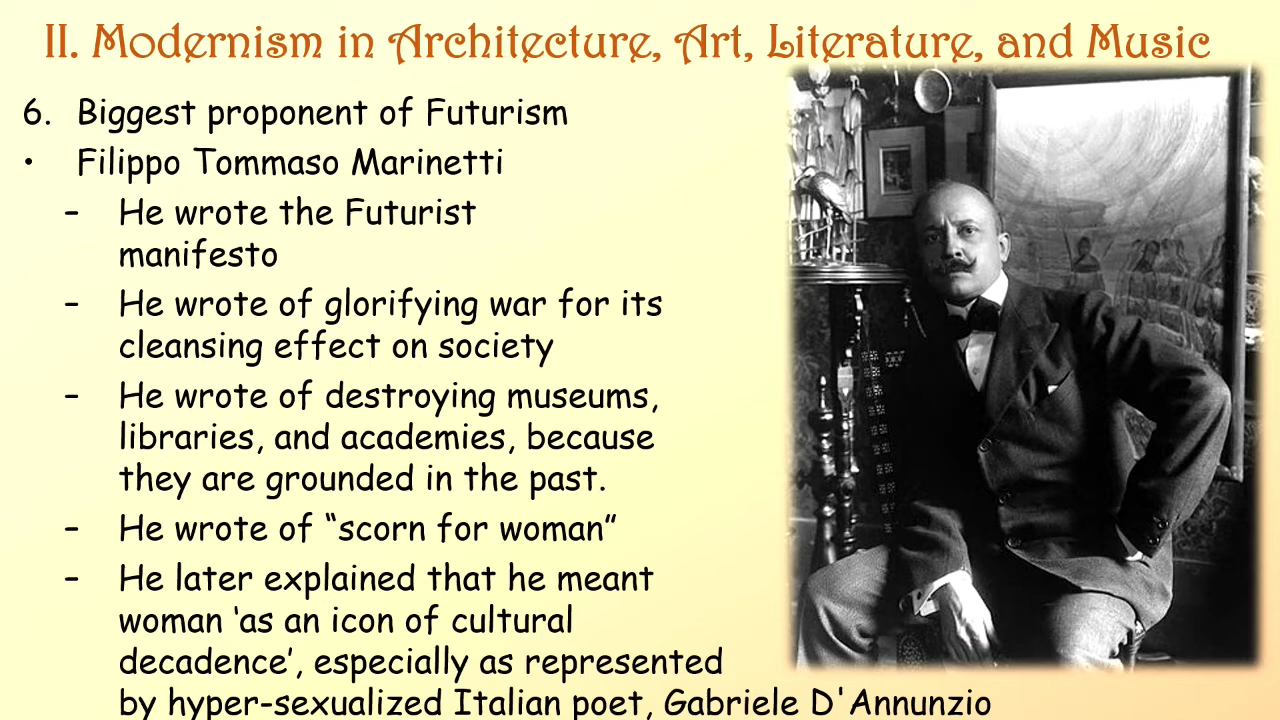 II. Modernism in Architecture, Art, Literature, and Music
6. Biggest proponent of Futurism
• Filippo Tommaso Marinetti
– He wrote the Futurist
manifesto
– He wrote of glorifying war for its
cleansing effect on society
– He wrote of destroying museums,
libraries, and academies, because
they are grounded in the past.
– He wrote of “scorn for woman”
– He later explained that he meant
woman ‘as an icon of cultural
decadence’, especially as represented
by hyper-sexualized Italian poet, Gabriele D'Annunzio